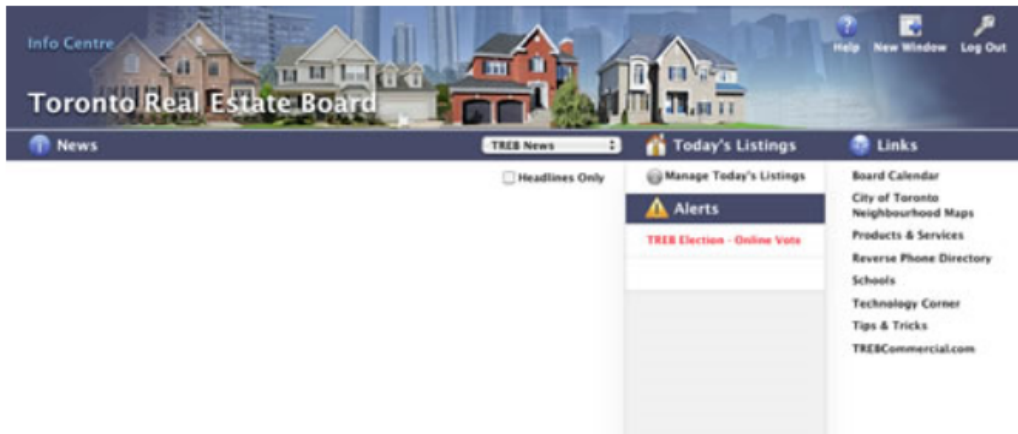 Info Centre
Help New Window Log Out
Toronto Real Estate Board
News
TREB News
Today's Listings
Links
Headlines Only
Manage Today's Listings
Alerts
TREB Election - Online Vote
Board Calendar
City of Toronto
Neighbourhood Maps
Products & Services
Reverse Phone Directory
Schools
Technology Corner
Tips & Tricks
TREBCommercial.com